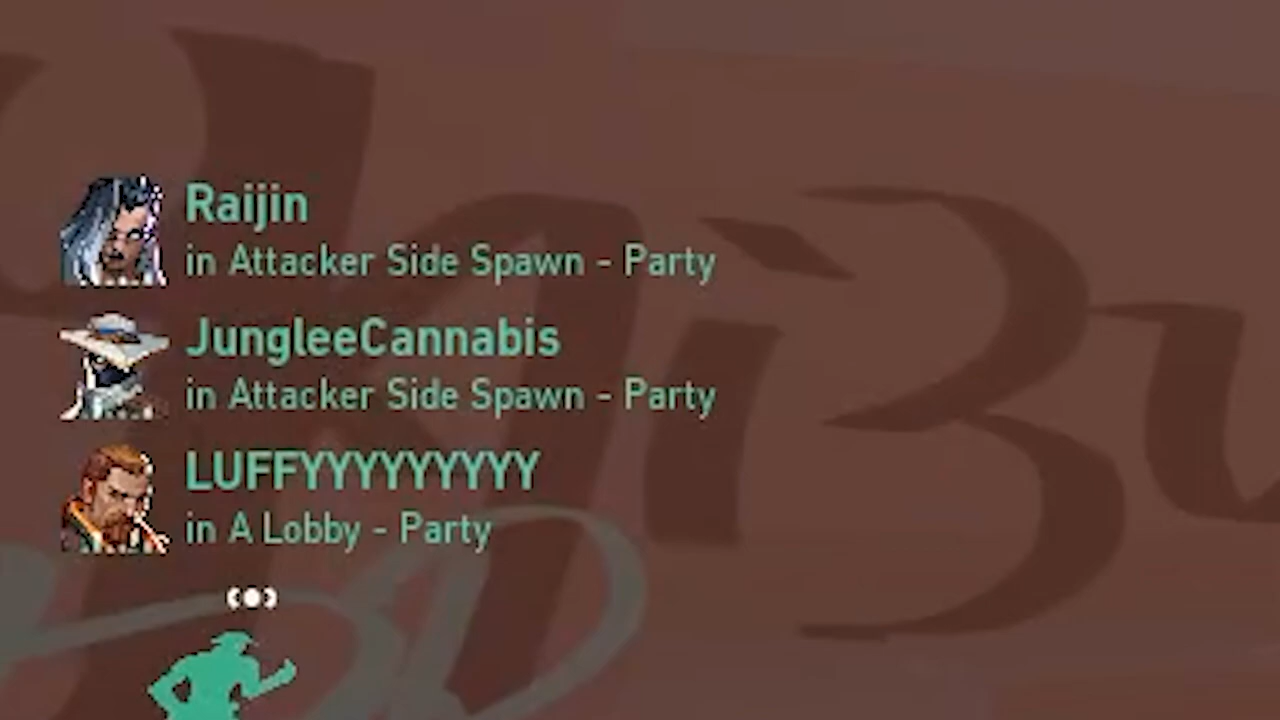 Raijin
in Attacker Side Spawn - Party
JungleeCannabis
in Attacker Side Spawn - Party
LUFFYYYYYYYYY
in A Lobby - Party